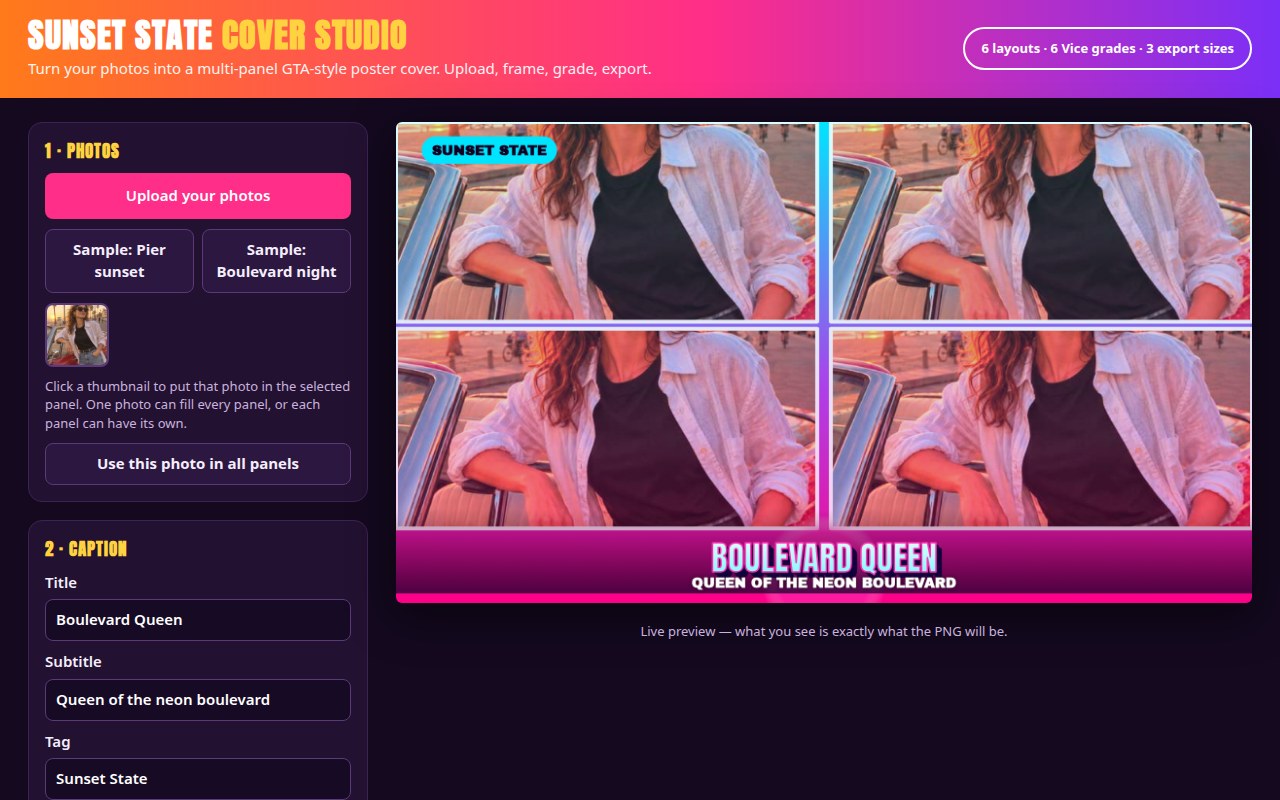 SUNSET STATE COVER STUDIO
Turn your photos into a multi-panel GTA-style poster cover. Upload, frame, grade, export.
6 layouts · 6 Vice grades · 3 export sizes
1 · PHOTOS
Upload your photos
Sample: Pier
sunset
Sample:
Boulevard night
Click a thumbnail to put that photo in the selected
panel. One photo can fill every panel, or each
panel can have its own.
Use this photo in all panels
2 · CAPTION
Title
Boulevard Queen
Subtitle
Queen of the neon boulevard
Tag
Sunset State
SUNSET STATE
BOULEVARD QUEEN
QUEEN OF THE NEON BOULEVARD
Live preview — what you see is exactly what the PNG will be.